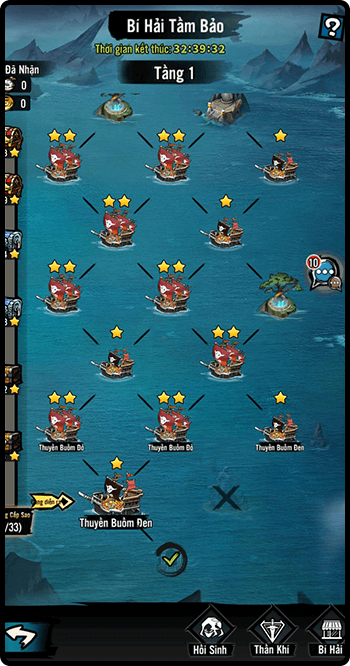 Bí Hải Tầm Bảo
?
Thời gian kết thúc:32:39:32
Đã Nhận
Tầng 1
0
0
10
Thuyền Buồm Đỏ
Thuyền Buồm Đỏ
Thuyền Buồm Đen
Thuyền Buồm Đen
/33)
Hồi Sinh
Thần Khí
Bí Hải